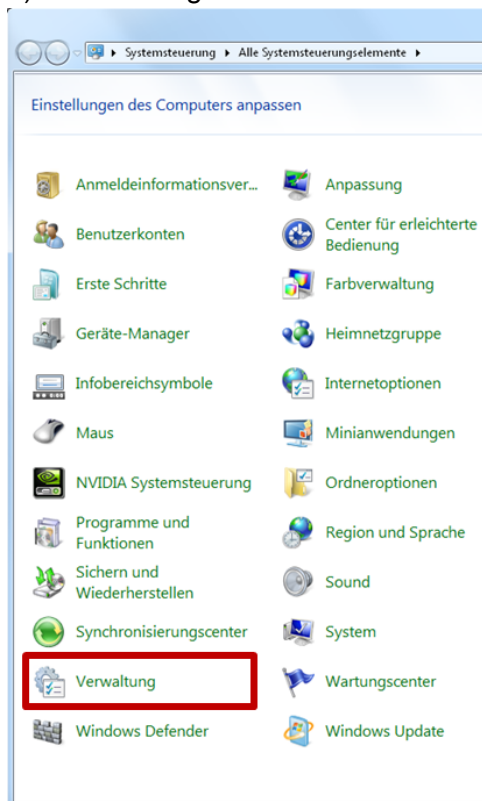 Systemsteuerung ▸ Alle Systemsteuerungselemente ▸
Einstellungen des Computers anpassen
Anmeldeinformationsver...
Anpassung
Benutzerkonten
Center für erleichterte
Bedienung
Erste Schritte
Farbverwaltung
Geräte-Manager
Heimnetzgruppe
Infobereichsymbole
Internetoptionen
Maus
Minianwendungen
NVIDIA Systemsteuerung
Ordneroptionen
Programme und
Funktionen
Region und Sprache
Sichern und
Wiederherstellen
Sound
Synchronisierungscenter
System
Verwaltung
Wartungscenter
Windows Defender
Windows Update